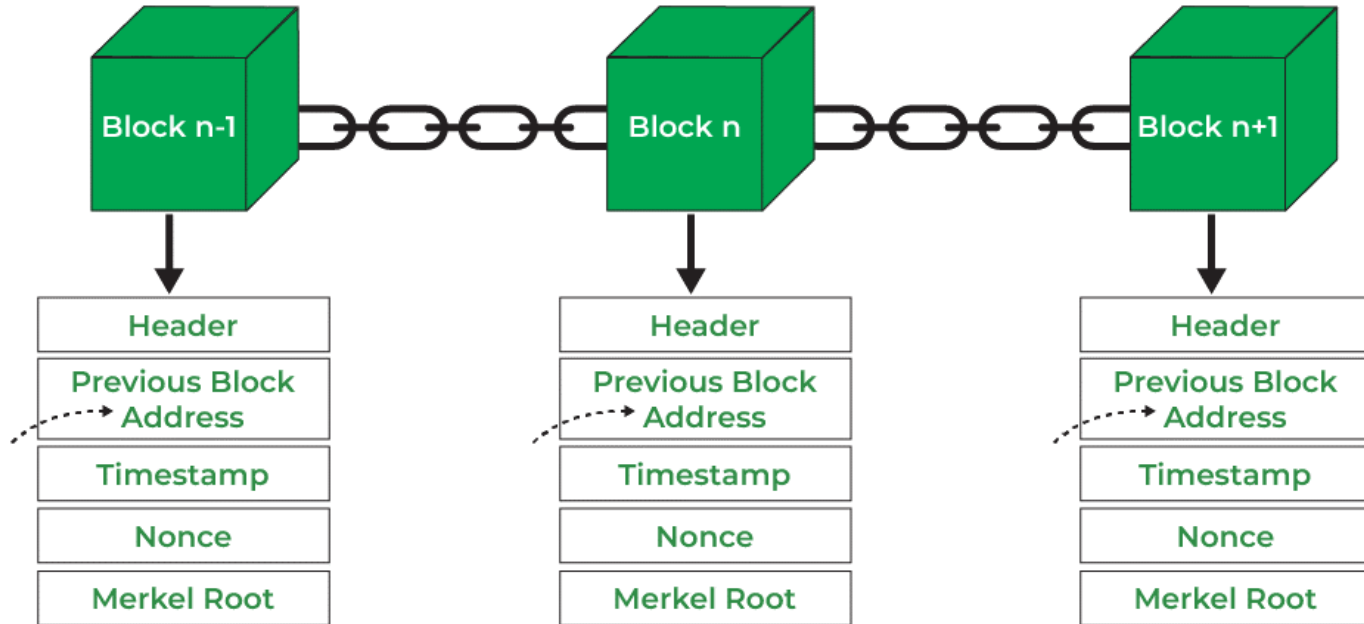 Block n-1
Block n
Block n+1
Header
Previous Block
Address
Timestamp
Nonce
Merkel Root
Header
Previous Block
Address
Timestamp
Nonce
Merkel Root
Header
Previous Block
Address
Timestamp
Nonce
Merkel Root